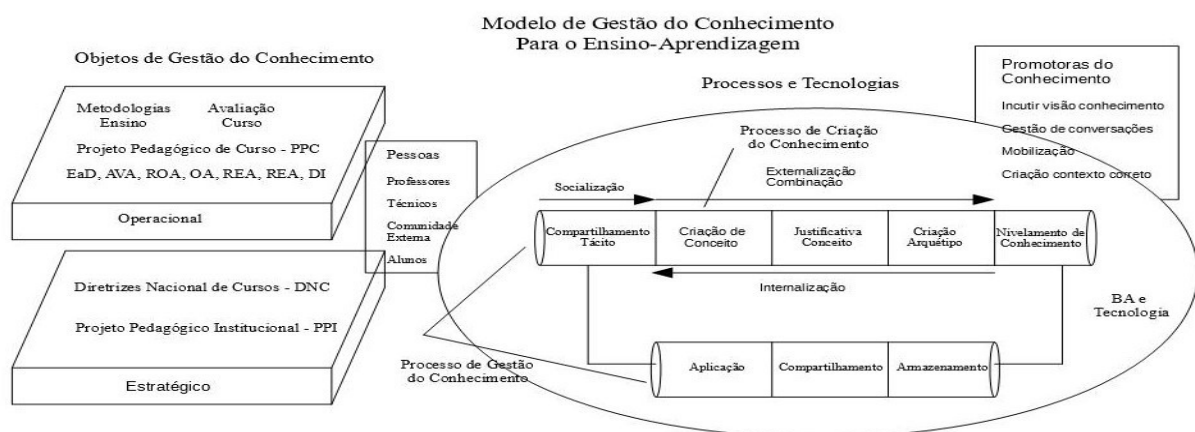 Modelo de Gestão do Conhecimento
Para o Ensino-Aprendizagem
Objetos de Gestão do Conhecimento
Metodologias
Ensino
Avaliação
Curso
Projeto Pedagógico de Curso - PPC
EaD, AVA, ROA, OA, REA, REA, DI
Operacional
Diretrizes Nacional de Cursos - DNC
Projeto Pedagógico Institucional - PPI
Estratégico
Pessoas
Professores
Técnicos
Comunidade
Externa
Alunos
Processos e Tecnologias
Processo de Criação
do Conhecimento
Socialização
Externalização
Combinação
Compartilhamento
Tácito
Criação de
Conceito
Justificativa
Conceito
Criação
Arquétipo
Nivelamento de
Conhecimento
Internalização
BA e
Tecnologia
Processo de Gestão
do Conhecimento
Aplicação
Compartilhamento
Armazenamento
Promotoras do
Conhecimento
Incutir visão conhecimento
Gestão de conversações
Mobilização
Criação contexto correto